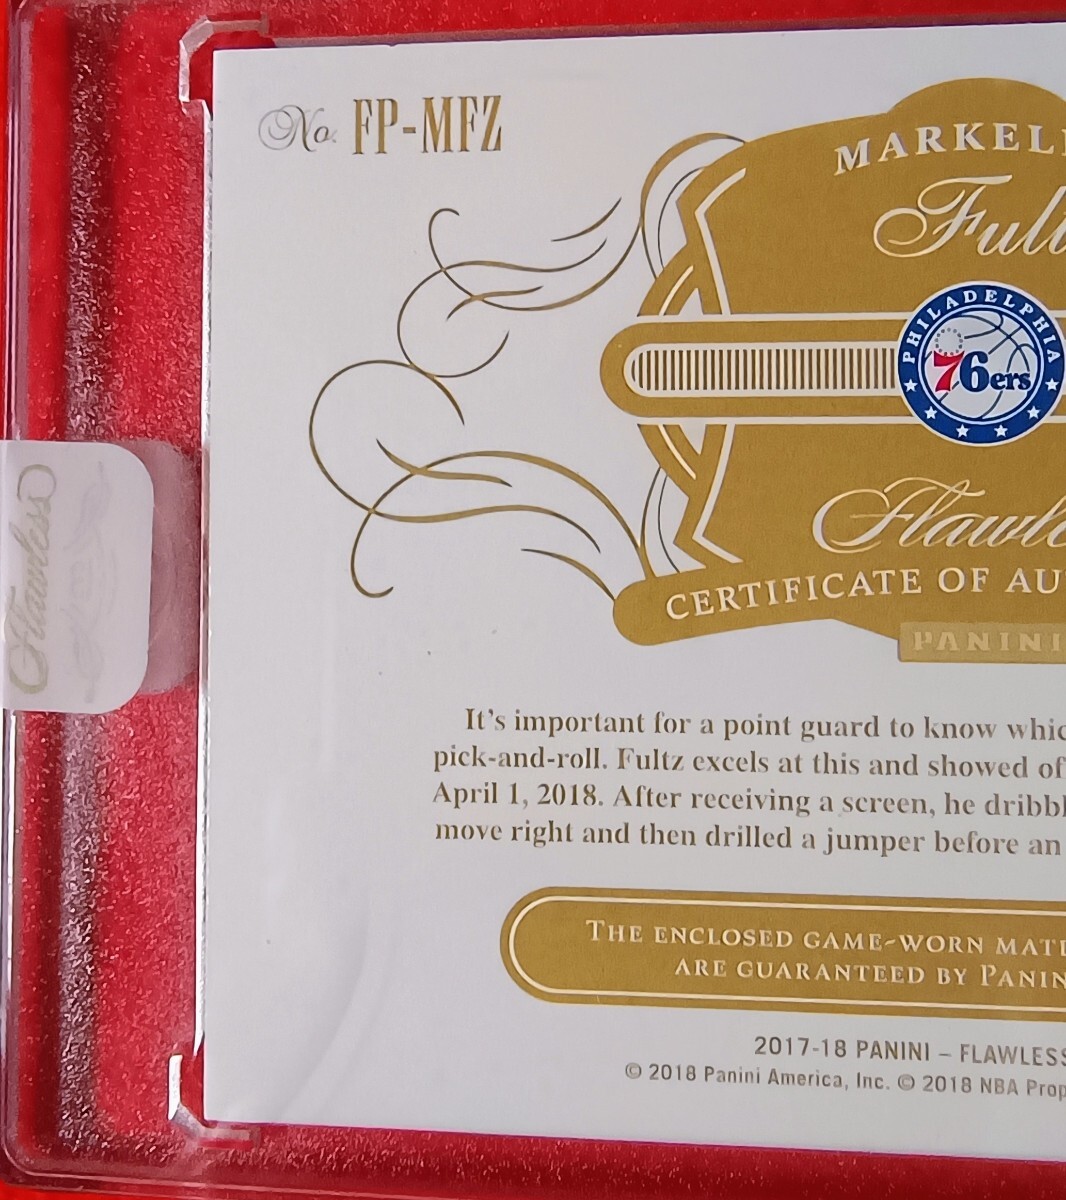 No. FP-MFZ
MARKEL
Fult
PHILADELPHIA
76ers
Flawless
Flawle
CERTIFICATE OF AU
PANINI
It's important for a point guard to know whic
pick-and-roll. Fultz excels at this and showed of
April 1, 2018. After receiving a screen, he dribbl
move right and then drilled a jumper before an
THE ENCLOSED GAME-WORN MATE
ARE GUARANTEED BY PANIN
2017-18 PANINI – FLAWLESS
© 2018 Panini America, Inc. © 2018 NBA Prop